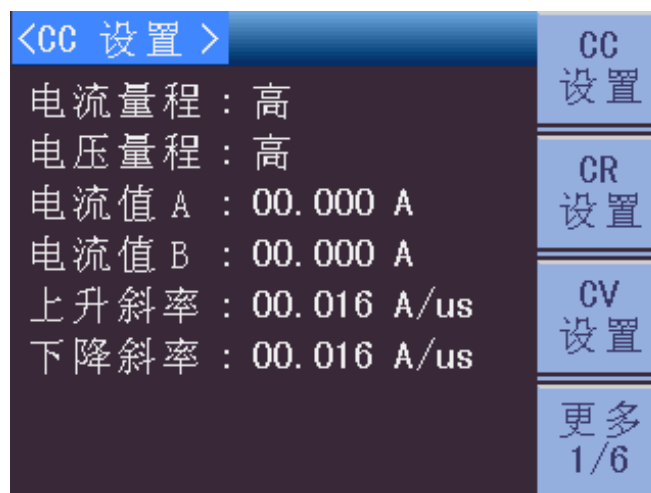 <CC 设置 >
电流量程 : 高
电压量程 : 高
电流值 A : 00.000 A
电流值 B : 00.000 A
上升斜率 : 00.016 A/us
下降斜率 : 00.016 A/us
CC
设置
CR
设置
CV
设置
更多
1/6